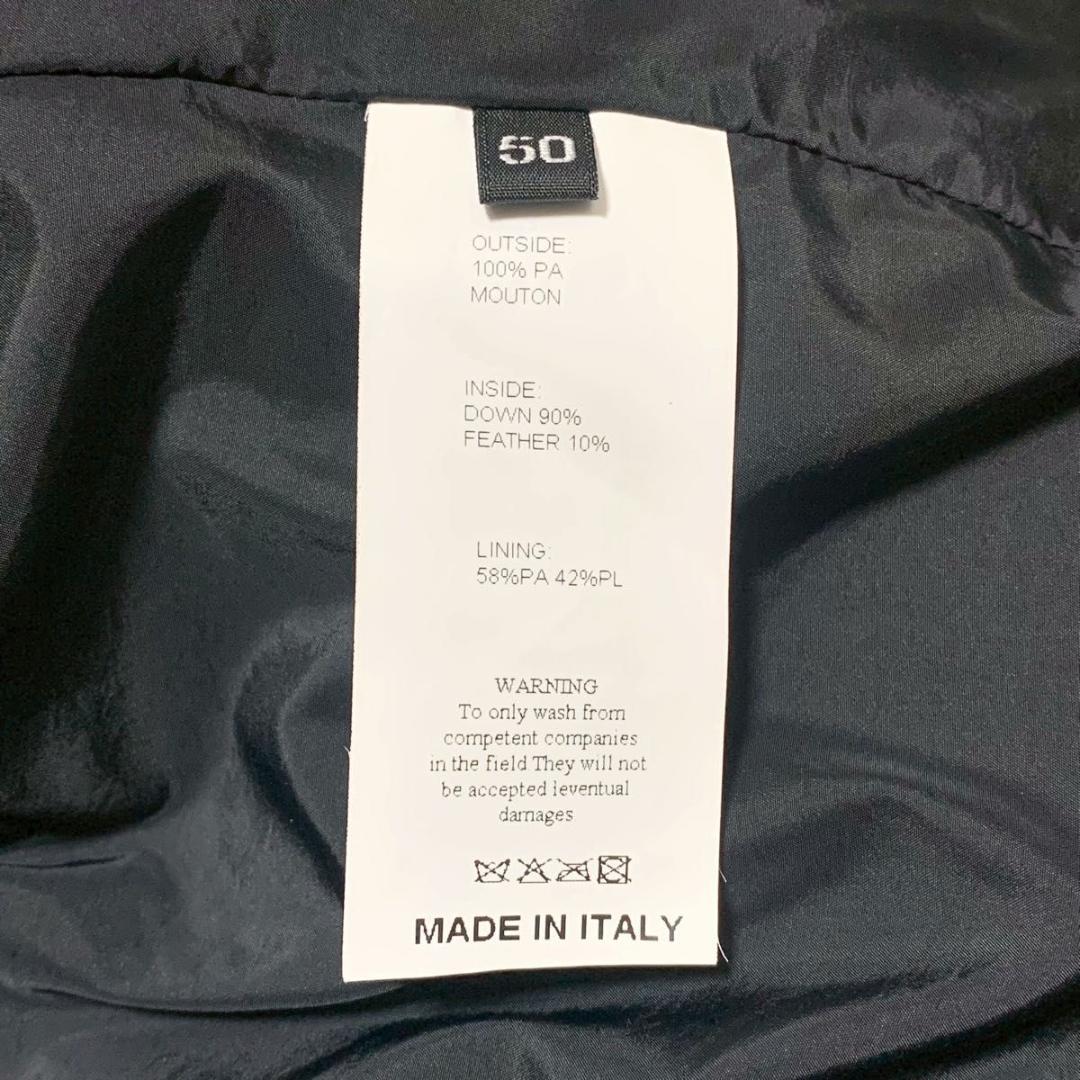 50
OUTSIDE:
100% PA
MOUTON
INSIDE:
DOWN 90%
FEATHER 10%
LINING:
58%PA 42%PL
WARNING
To only wash from
competent companies
in the field They will not
be accepted leventual
damages
MADE IN ITALY